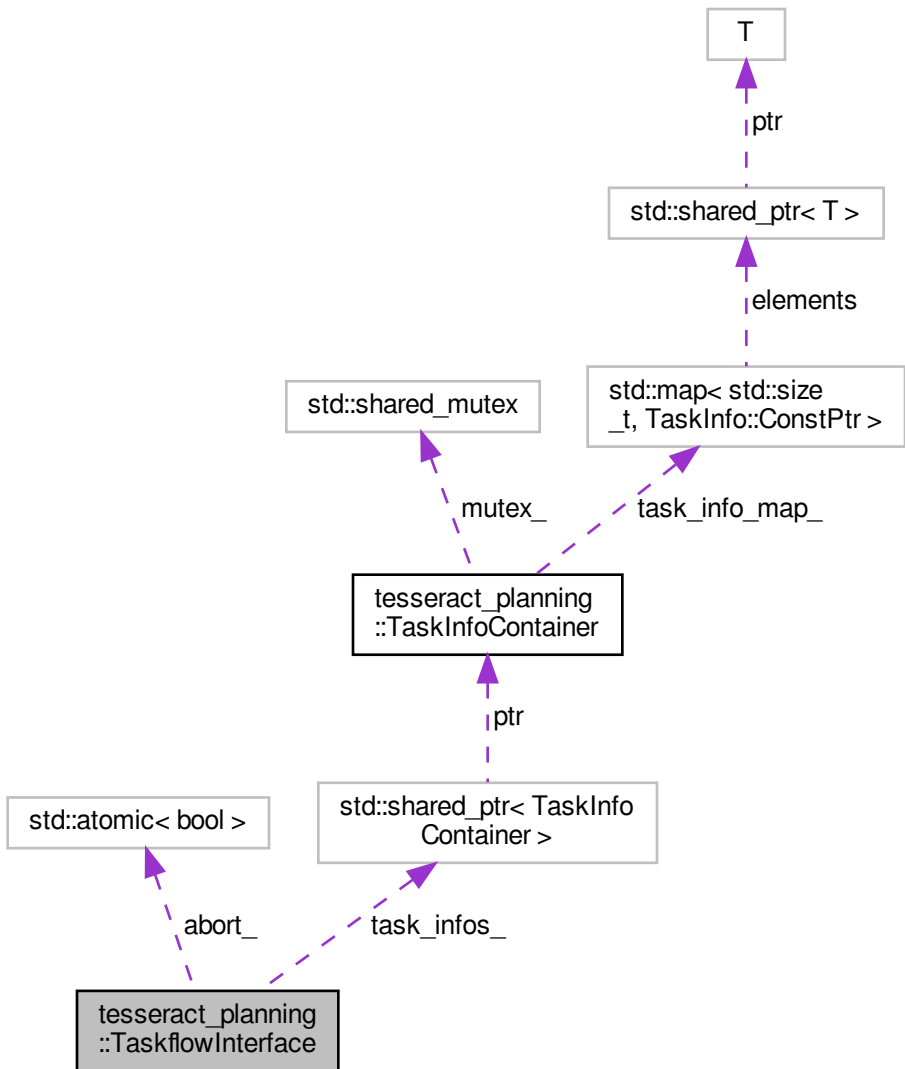 T
ptr
std::shared_ptr< T >
elements
std::map< std::size
_t, TaskInfo::ConstPtr >
std::shared_mutex
mutex_
task_info_map_
tesseract_planning
::TaskInfoContainer
ptr
std::atomic< bool >
std::shared_ptr< TaskInfo
Container >
abort_
task_infos_
tesseract_planning
::TaskflowInterface